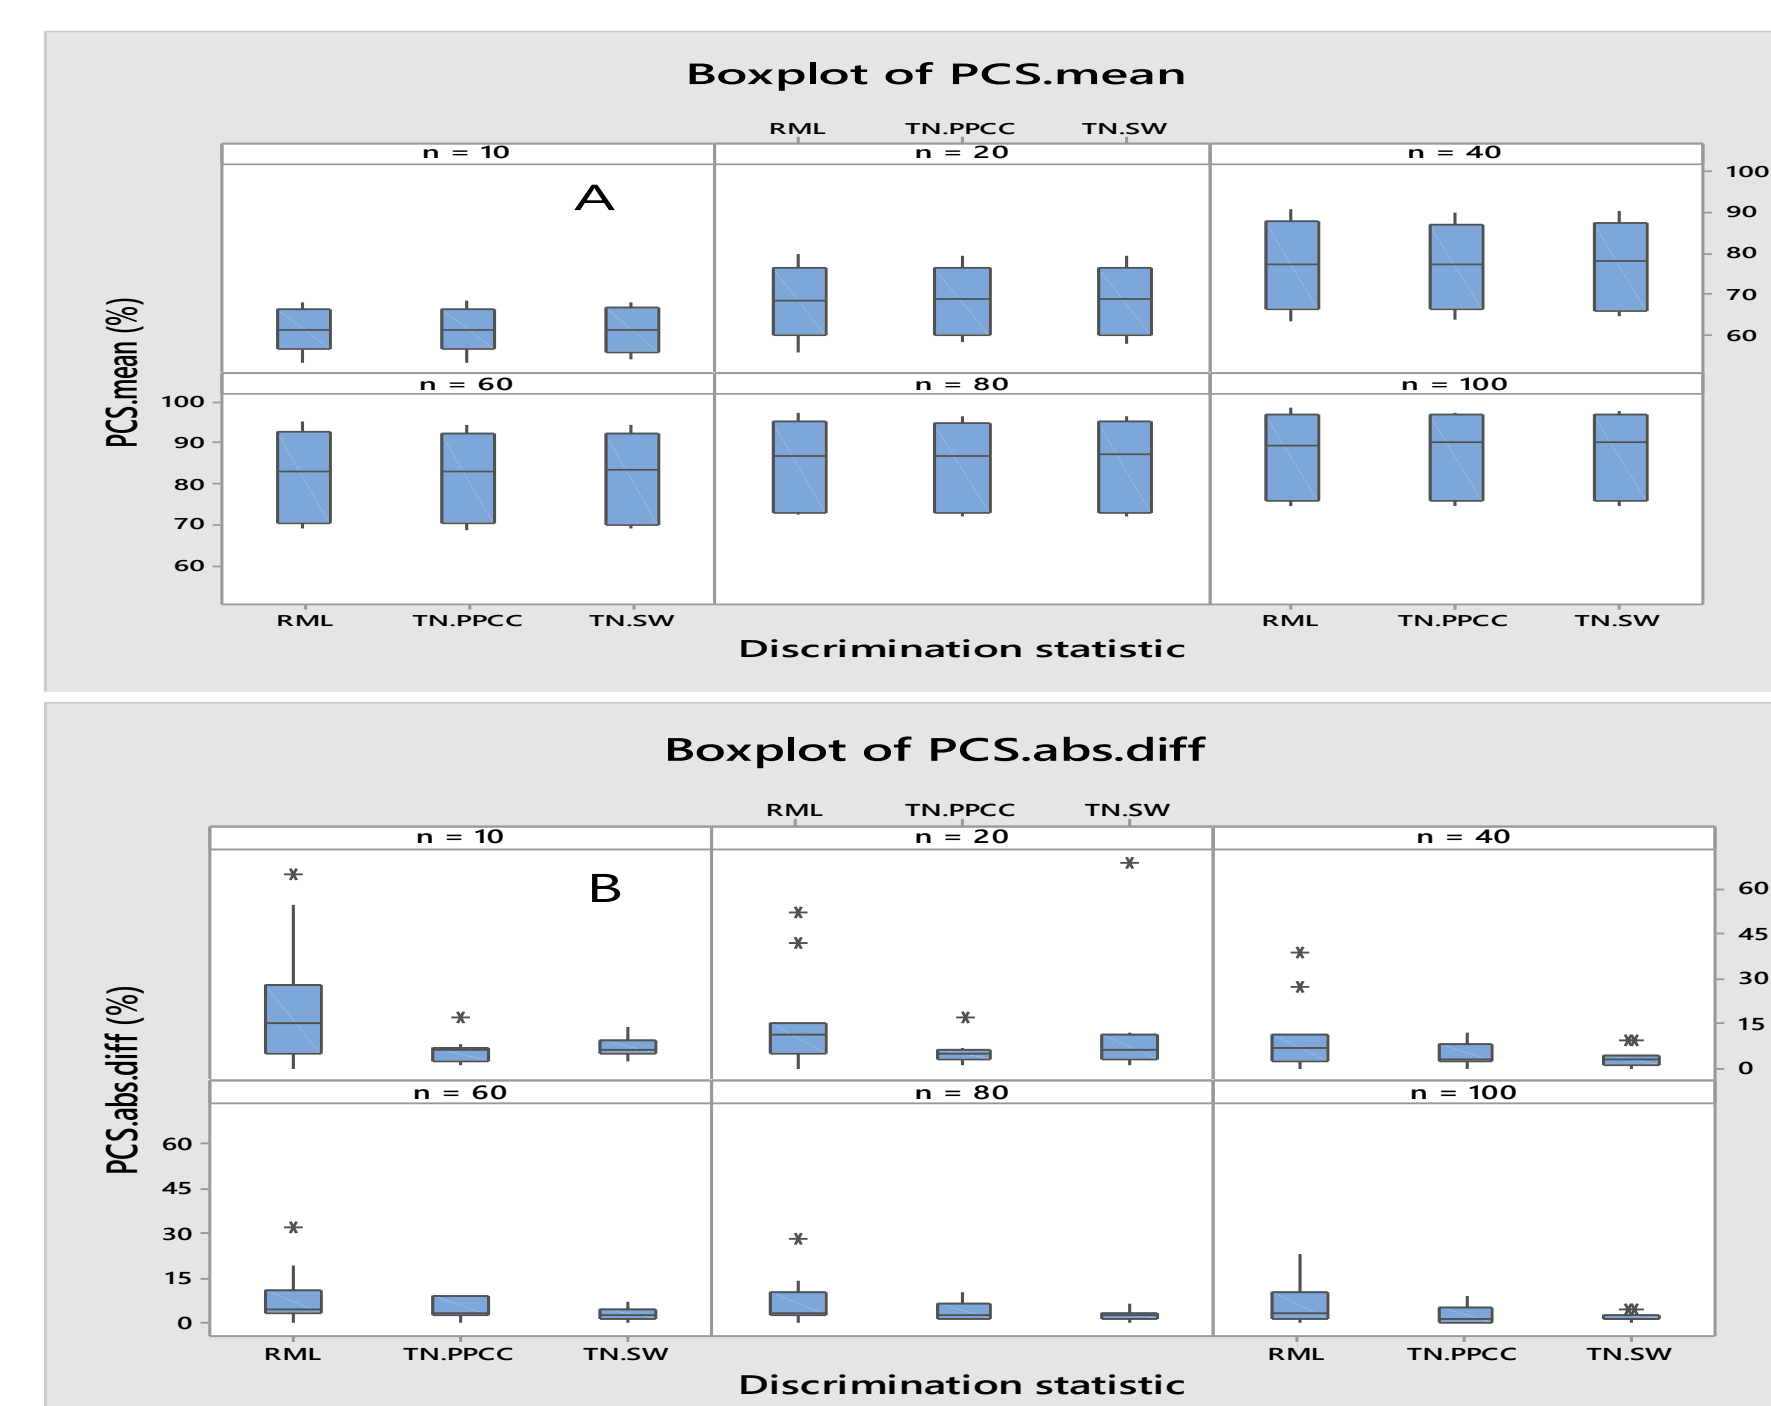 Boxplot of PCS.mean
RML TN.PPCC TN.SW
n = 10 n = 20 n = 40
A
100
90
80
70
60
PCS.mean (%)
n = 60 n = 80 n = 100
100
90
80
70
60
RML TN.PPCC TN.SW RML TN.PPCC TN.SW
Discrimination statistic
Boxplot of PCS.abs.diff
RML TN.PPCC TN.SW
n = 10 n = 20 n = 40
B
60
45
30
15
0
PCS.abs.diff (%)
n = 60 n = 80 n = 100
60
45
30
15
0
RML TN.PPCC TN.SW RML TN.PPCC TN.SW
Discrimination statistic